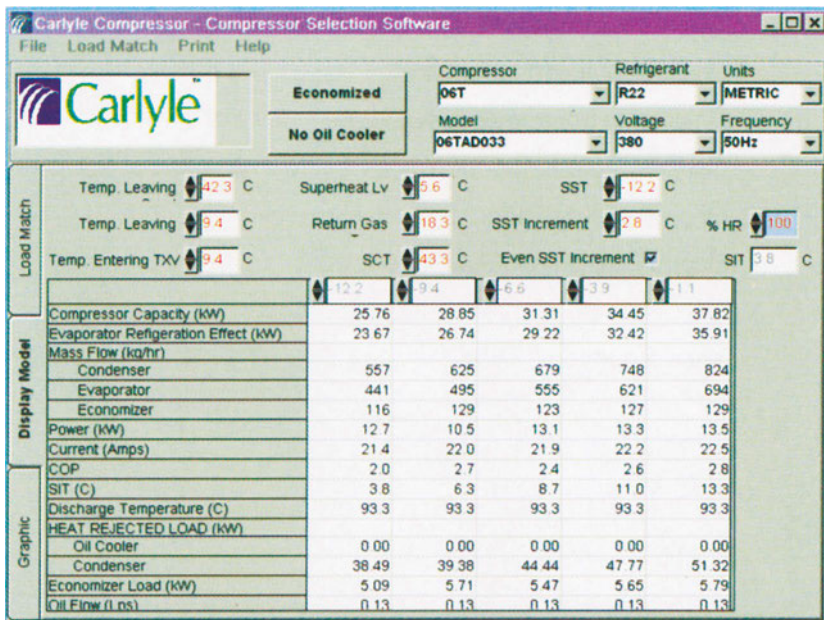 Carlyle Compressor - Compressor Selection Software
File Load Match Print Help
Carlyle™
Economized
No Oil Cooler
Compressor Refrigerant Units
06T R22 METRIC
Model Voltage Frequency
06TAD033 380 50Hz
Load Match
Display Model
Graphic
Temp. Leaving 42.3 C Superheat Lv 5.6 C SST -12.2 C
Temp. Leaving 9.4 C Return Gas 18.3 C SST Increment 2.8 C % HR 100
Temp. Entering TXV 9.4 C SCT 43.3 C Even SST Increment SIT 3.8 C
-12.2 -9.4 -6.6 -3.9 -1.1
Compressor Capacity (kW) 25.76 28.85 31.31 34.45 37.82
Evaporator Refigeration Effect (kW) 23.67 26.74 29.22 32.42 35.91
Mass Flow (kg/hr)
Condenser 557 625 679 748 824
Evaporator 441 495 555 621 694
Economizer 116 129 123 127 129
Power (kW) 12.7 10.5 13.1 13.3 13.5
Current (Amps) 21.4 22.0 21.9 22.2 22.5
COP 2.0 2.7 2.4 2.6 2.8
SIT (C) 3.8 6.3 8.7 11.0 13.3
Discharge Temperature (C) 93.3 93.3 93.3 93.3 93.3
HEAT REJECTED LOAD (kW)
Oil Cooler 0.00 0.00 0.00 0.00 0.00
Condenser 38.49 39.38 44.44 47.77 51.32
Economizer Load (kW) 5.09 5.71 5.47 5.65 5.79
Oil Flow (Lps) 0.13 0.13 0.13 0.13 0.13